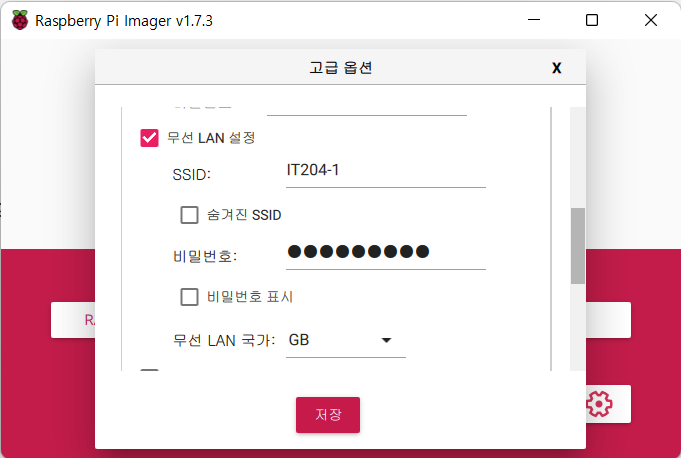 Raspberry Pi Imager v1.7.3
고급 옵션
X
무선 LAN 설정
SSID:
IT204-1
숨겨진 SSID
비밀번호:
●●●●●●●●●
비밀번호 표시
무선 LAN 국가:
GB
저장